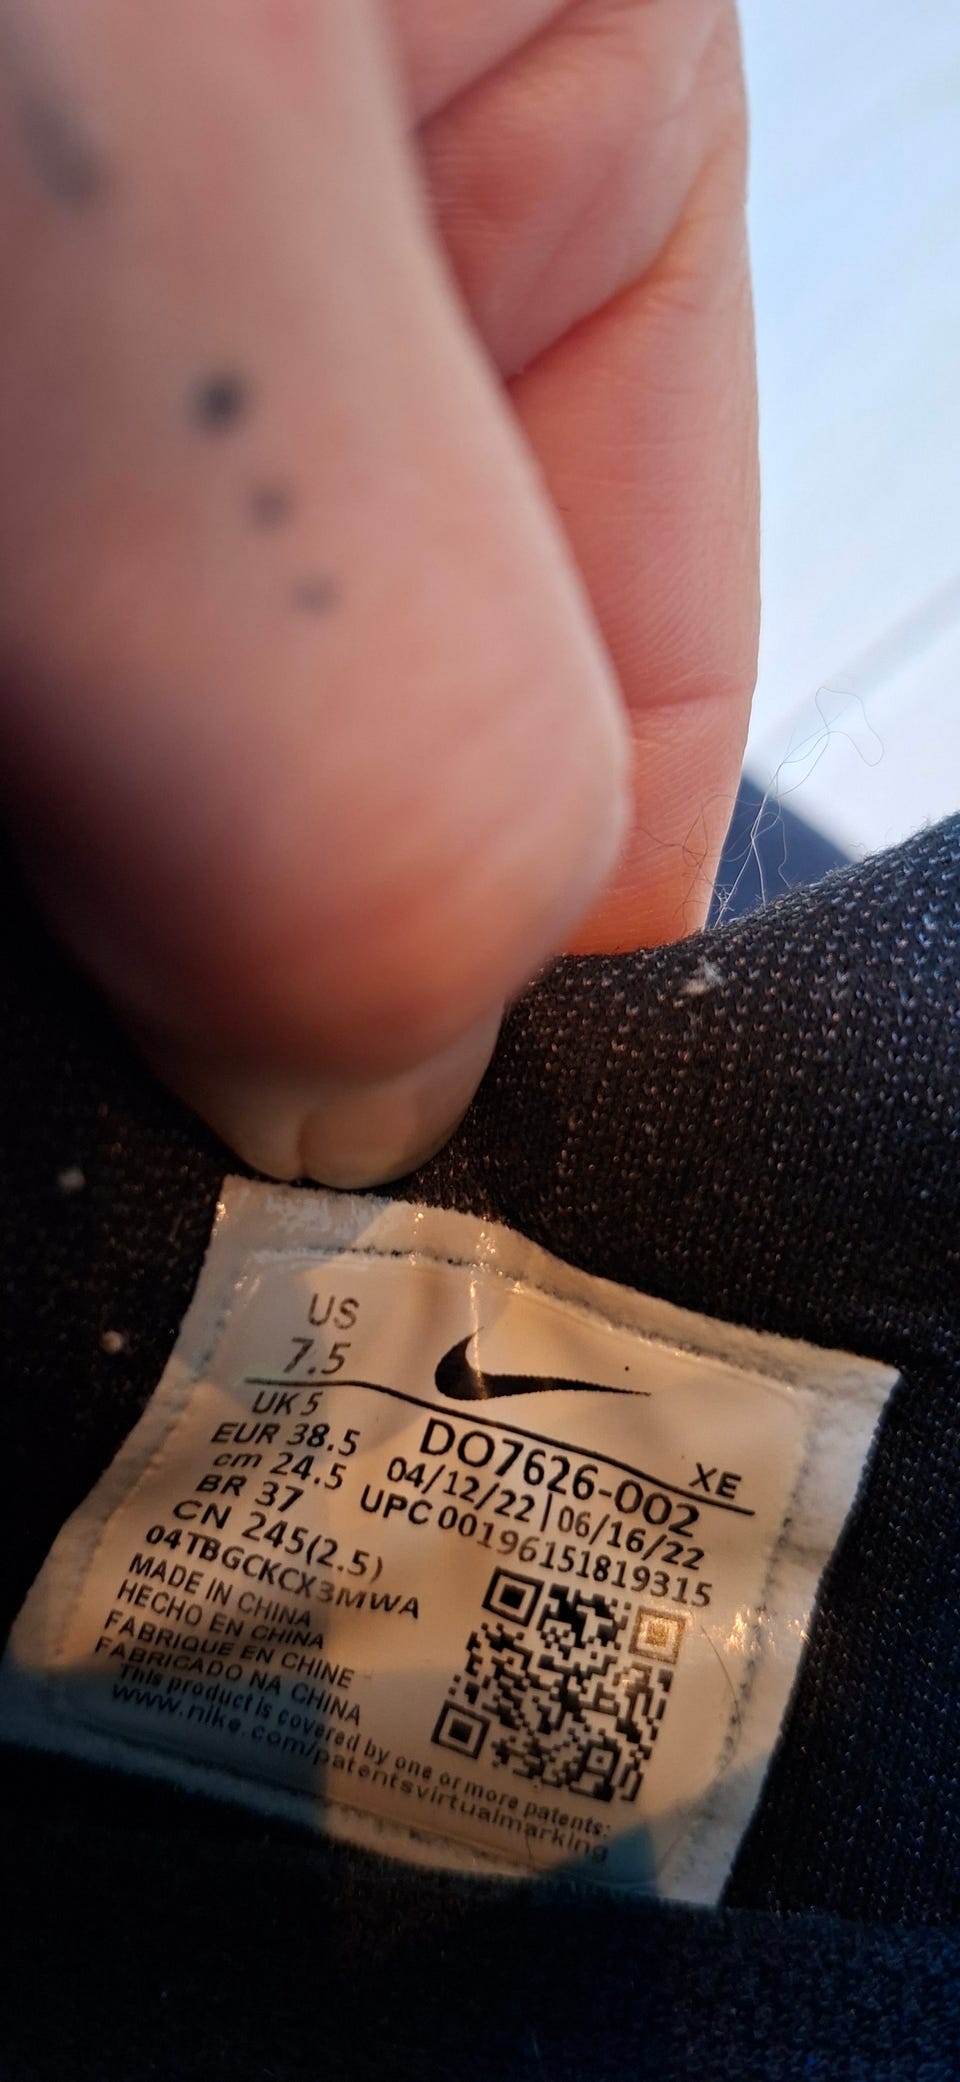 US
7.5
XE
UK 5
EUR 38.5
cm 24.5
BR 37
CN 245(2.5)
04TBGCKCX3MWA
DO7626-002
04/12/22|06/16/22
UPC 00196151819315
MADE IN CHINA
HECHO EN CHINA
FABRIQUE EN CHINE
FABRICADO NA CHINA
This product is covered by one or more patents:
www.nike.com/patentsvirtualmarking